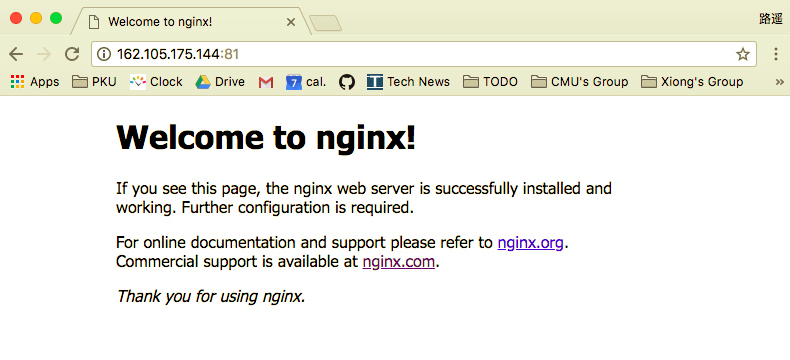 Welcome to nginx!
路遥
162.105.175.144:81
Apps PKU Clock Drive cal. Tech News TODO CMU's Group Xiong's Group »
Welcome to nginx!
If you see this page, the nginx web server is successfully installed and
working. Further configuration is required.
For online documentation and support please refer to nginx.org.
Commercial support is available at nginx.com.
Thank you for using nginx.